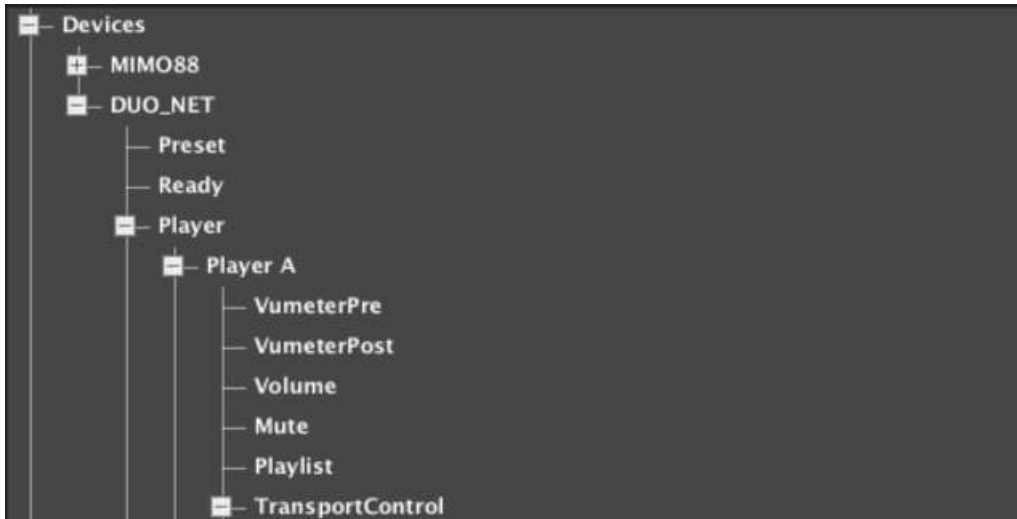 Devices
MIMO88
DUO_NET
Preset
Ready
Player
Player A
VumeterPre
VumeterPost
Volume
Mute
Playlist
TransportControl